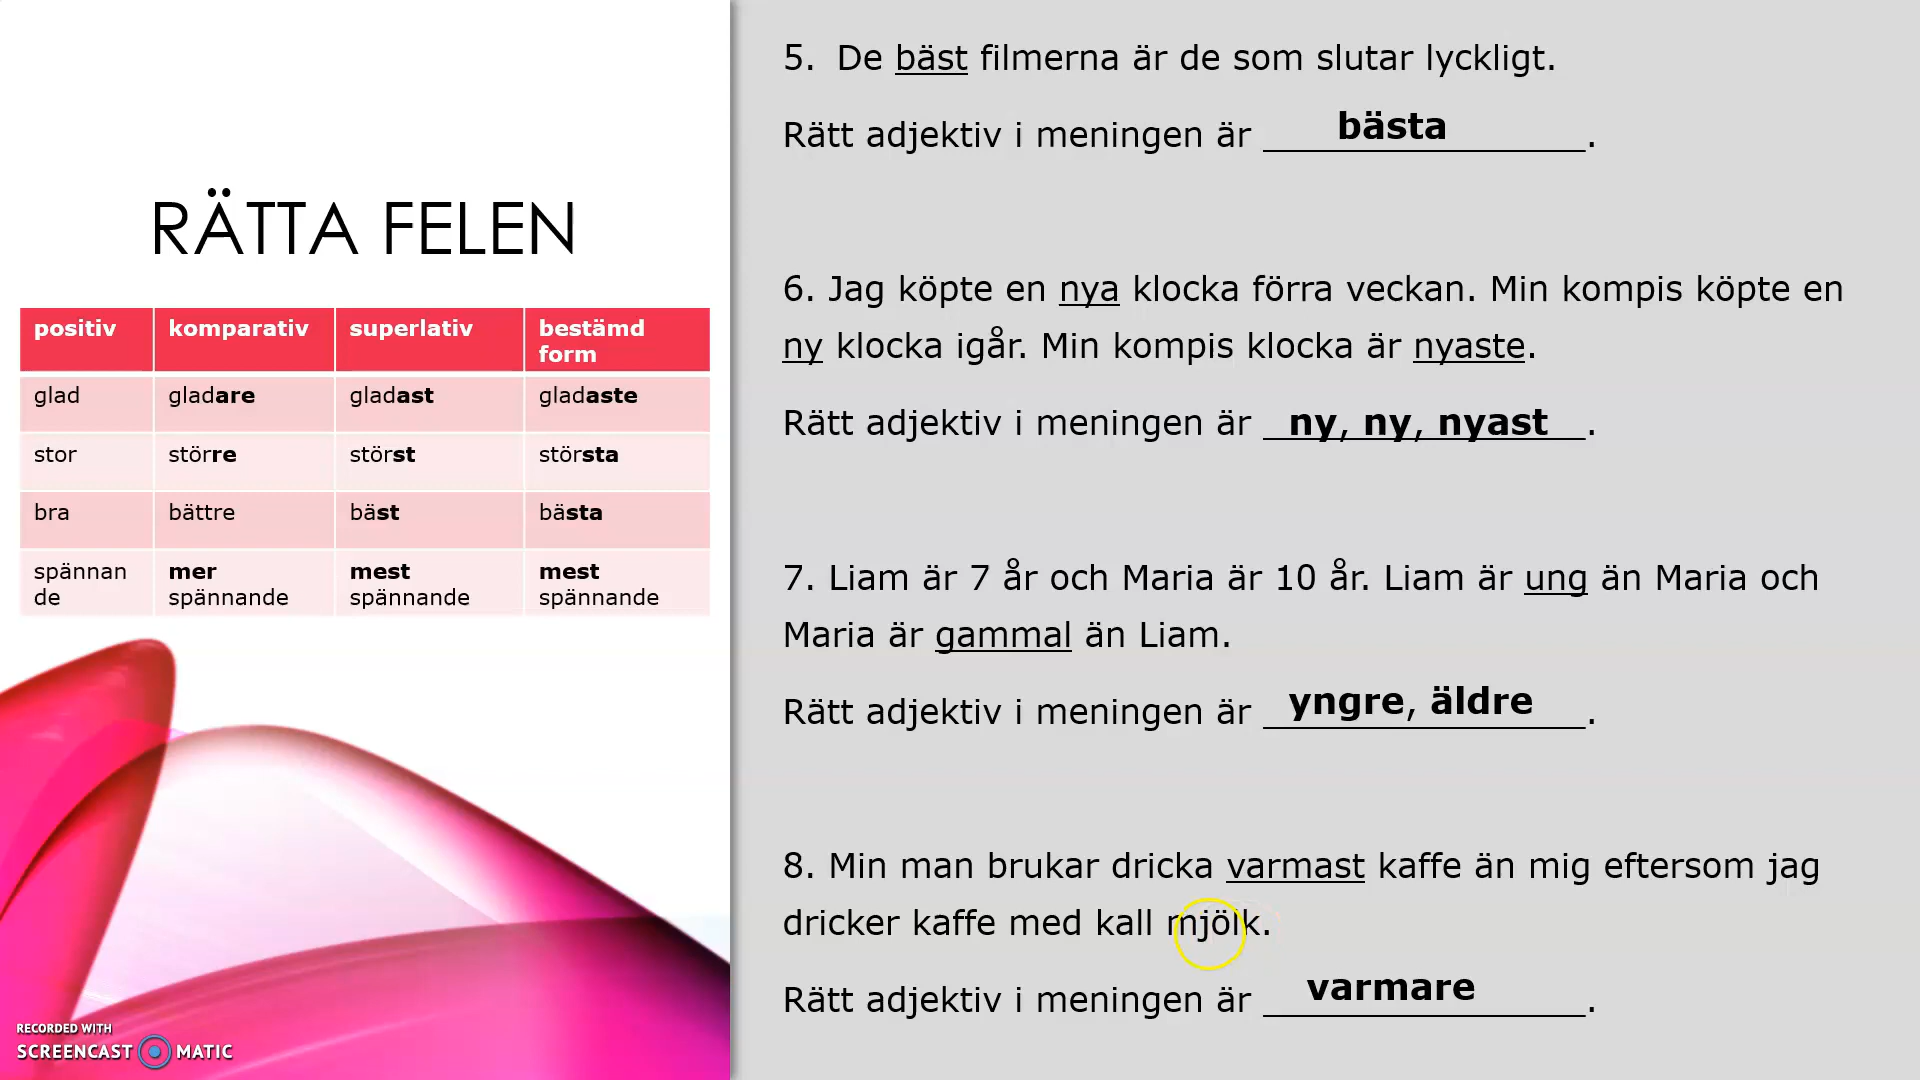 RÄTTA FELEN
positiv komparativ superlativ bestämd form
glad gladare gladast gladaste
stor större störst största
bra bättre bäst bästa
spännande mer spännande mest spännande mest spännande
RECORDED WITH
SCREENCAST MATIC
5. De bäst filmerna är de som slutar lyckligt.
Rätt adjektiv i meningen är bästa.
6. Jag köpte en nya klocka förra veckan. Min kompis köpte en
ny klocka igår. Min kompis klocka är nyaste.
Rätt adjektiv i meningen är ny, ny, nyast.
7. Liam är 7 år och Maria är 10 år. Liam är ung än Maria och
Maria är gammal än Liam.
Rätt adjektiv i meningen är yngre, äldre.
8. Min man brukar dricka varmast kaffe än mig eftersom jag
dricker kaffe med kall mjölk.
Rätt adjektiv i meningen är varmare.